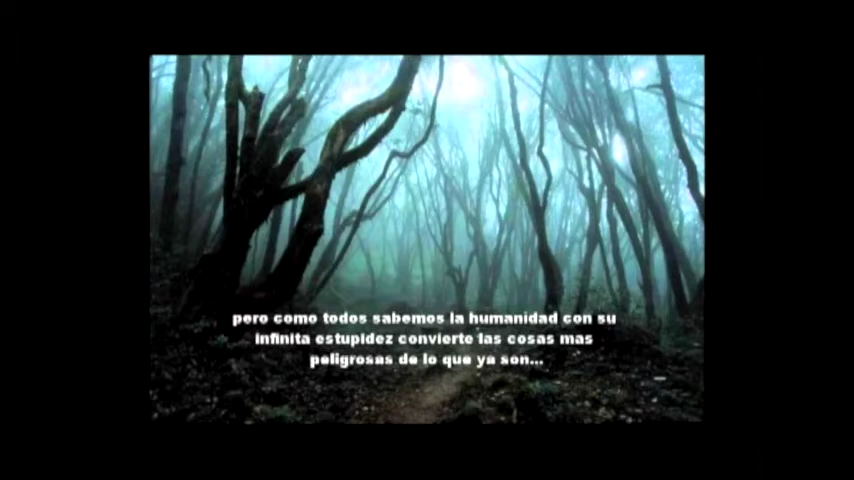 pero como todos sabemos la humanidad con su
infinita estupidez convierte las cosas mas
peligrosas de lo que ya son...